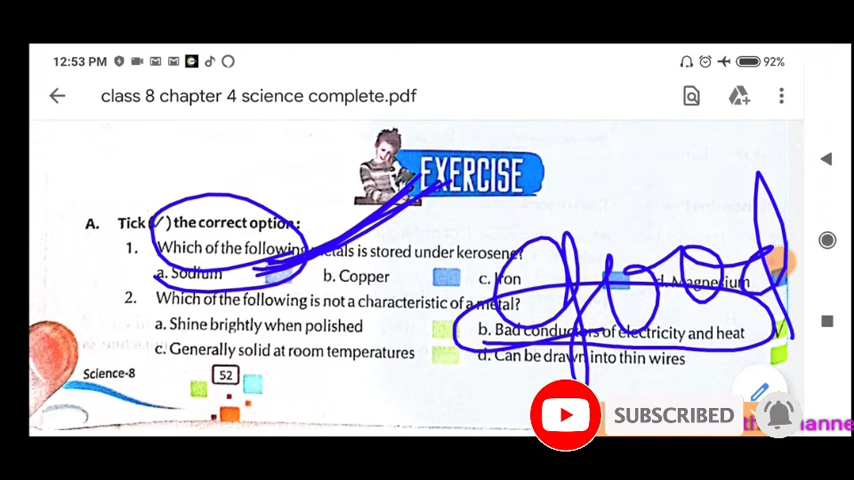 12:53 PM
92%
class 8 chapter 4 science complete.pdf
EXERCISE
A. Tick (✓) the correct option:
1. Which of the following metals is stored under kerosene?
a. Sodium b. Copper c. Iron d. Magnesium
2. Which of the following is not a characteristic of a metal?
a. Shine brightly when polished b. Bad conductors of electricity and heat
c. Generally solid at room temperatures d. Can be drawn into thin wires
good
Science-8 52
SUBSCRIBED